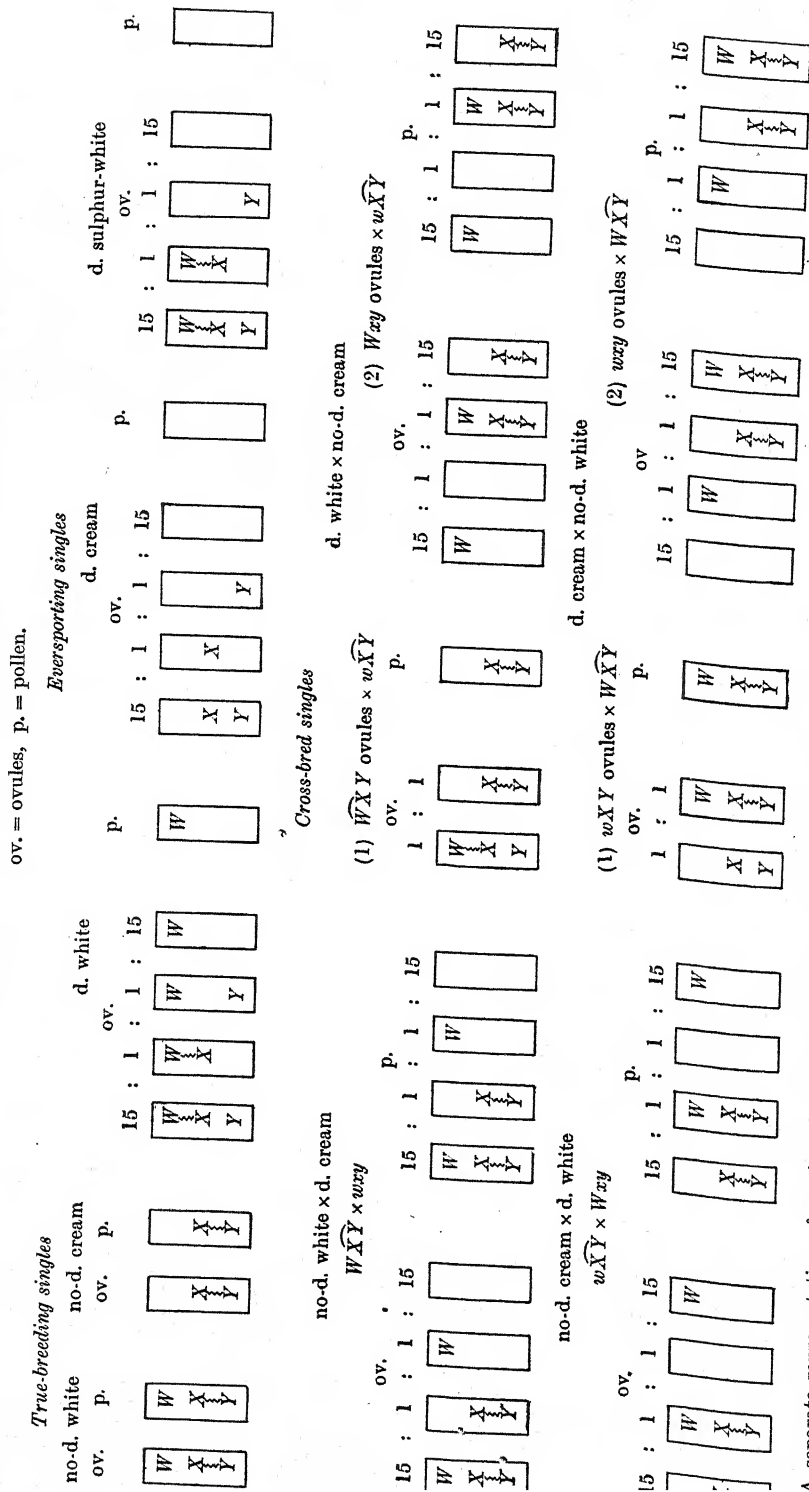 ov. = ovules, p. = pollen.
True-breeding singles
Eversporting singles
no-d. white no-d. cream d. white d. cream d. sulphur-white
ov. p. ov. p. ov. p. ov. p. ov. p.
15 : 1 : 1 : 15 15 : 1 : 1 : 15 15 : 1 : 1 : 15
W W W W W W W W W
X X X X X X X X X X
Y Y Y Y Y Y Y Y Y Y
Cross-bred singles
no-d. white × d. cream d. white × no-d. cream
WXY × wxy (1) WXY ovules × wXY (2) Wxy ovules × wXY
ov. p. ov. p. ov. p.
15 : 1 : 1 : 15 15 : 1 : 1 : 15 1 : 1 15 : 1 : 1 : 15 15 : 1 : 1 : 15
W W W W W W W W W
X X X X X X X X X X X
Y Y Y Y Y Y Y Y Y Y Y
no-d. cream × d. white d. cream × no-d. white
wXY × Wxy (1) wXY ovules × WXY (2) wxy ovules × WXY
ov. p. ov. p. ov p.
15 : 1 : 1 : 15 15 : 1 : 1 : 15 1 : 1 15 : 1 : 1 : 15 15 : 1 : 1 : 15
W W W W W W W W W W
X X X X X X X X X X
Y Y Y Y Y Y Y Y Y Y
A separate